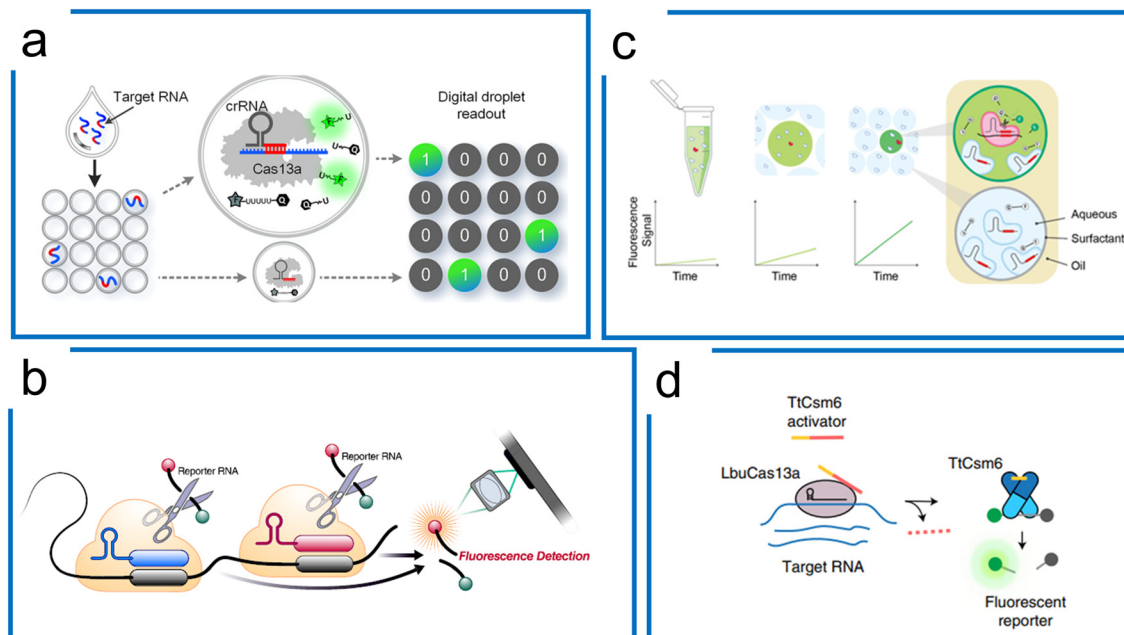 a
Target RNA
crRNA
Cas13a
U
U
Q
F
UUUUU
Q
Q
U
Digital droplet
readout
1 0 0 0
0 0 0 0
0 0 0 1
0 1 0 0
c
Fluorescence
Signal
Time
Time
Time
Aqueous
Surfactant
Oil
b
Reporter RNA
Reporter RNA
Fluorescence Detection
d
TtCsm6
activator
LbuCas13a
TtCsm6
Target RNA
Fluorescent
reporter